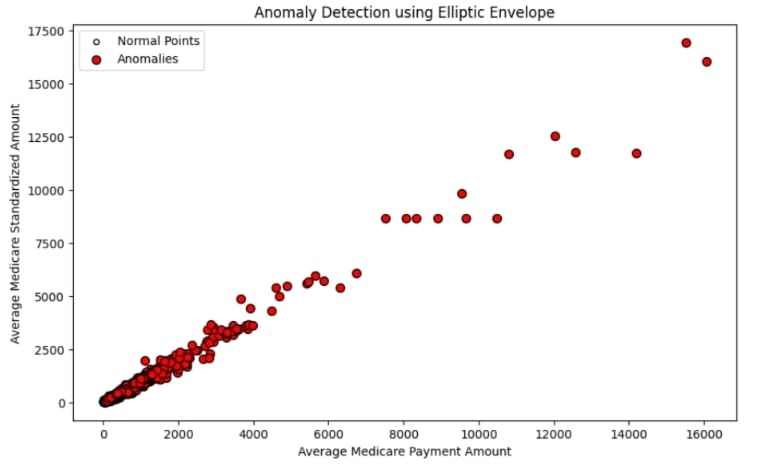 Anomaly Detection using Elliptic Envelope
Normal Points
Anomalies
17500
15000
12500
10000
7500
5000
2500
0
Average Medicare Standardized Amount
0 2000 4000 6000 8000 10000 12000 14000 16000
Average Medicare Payment Amount